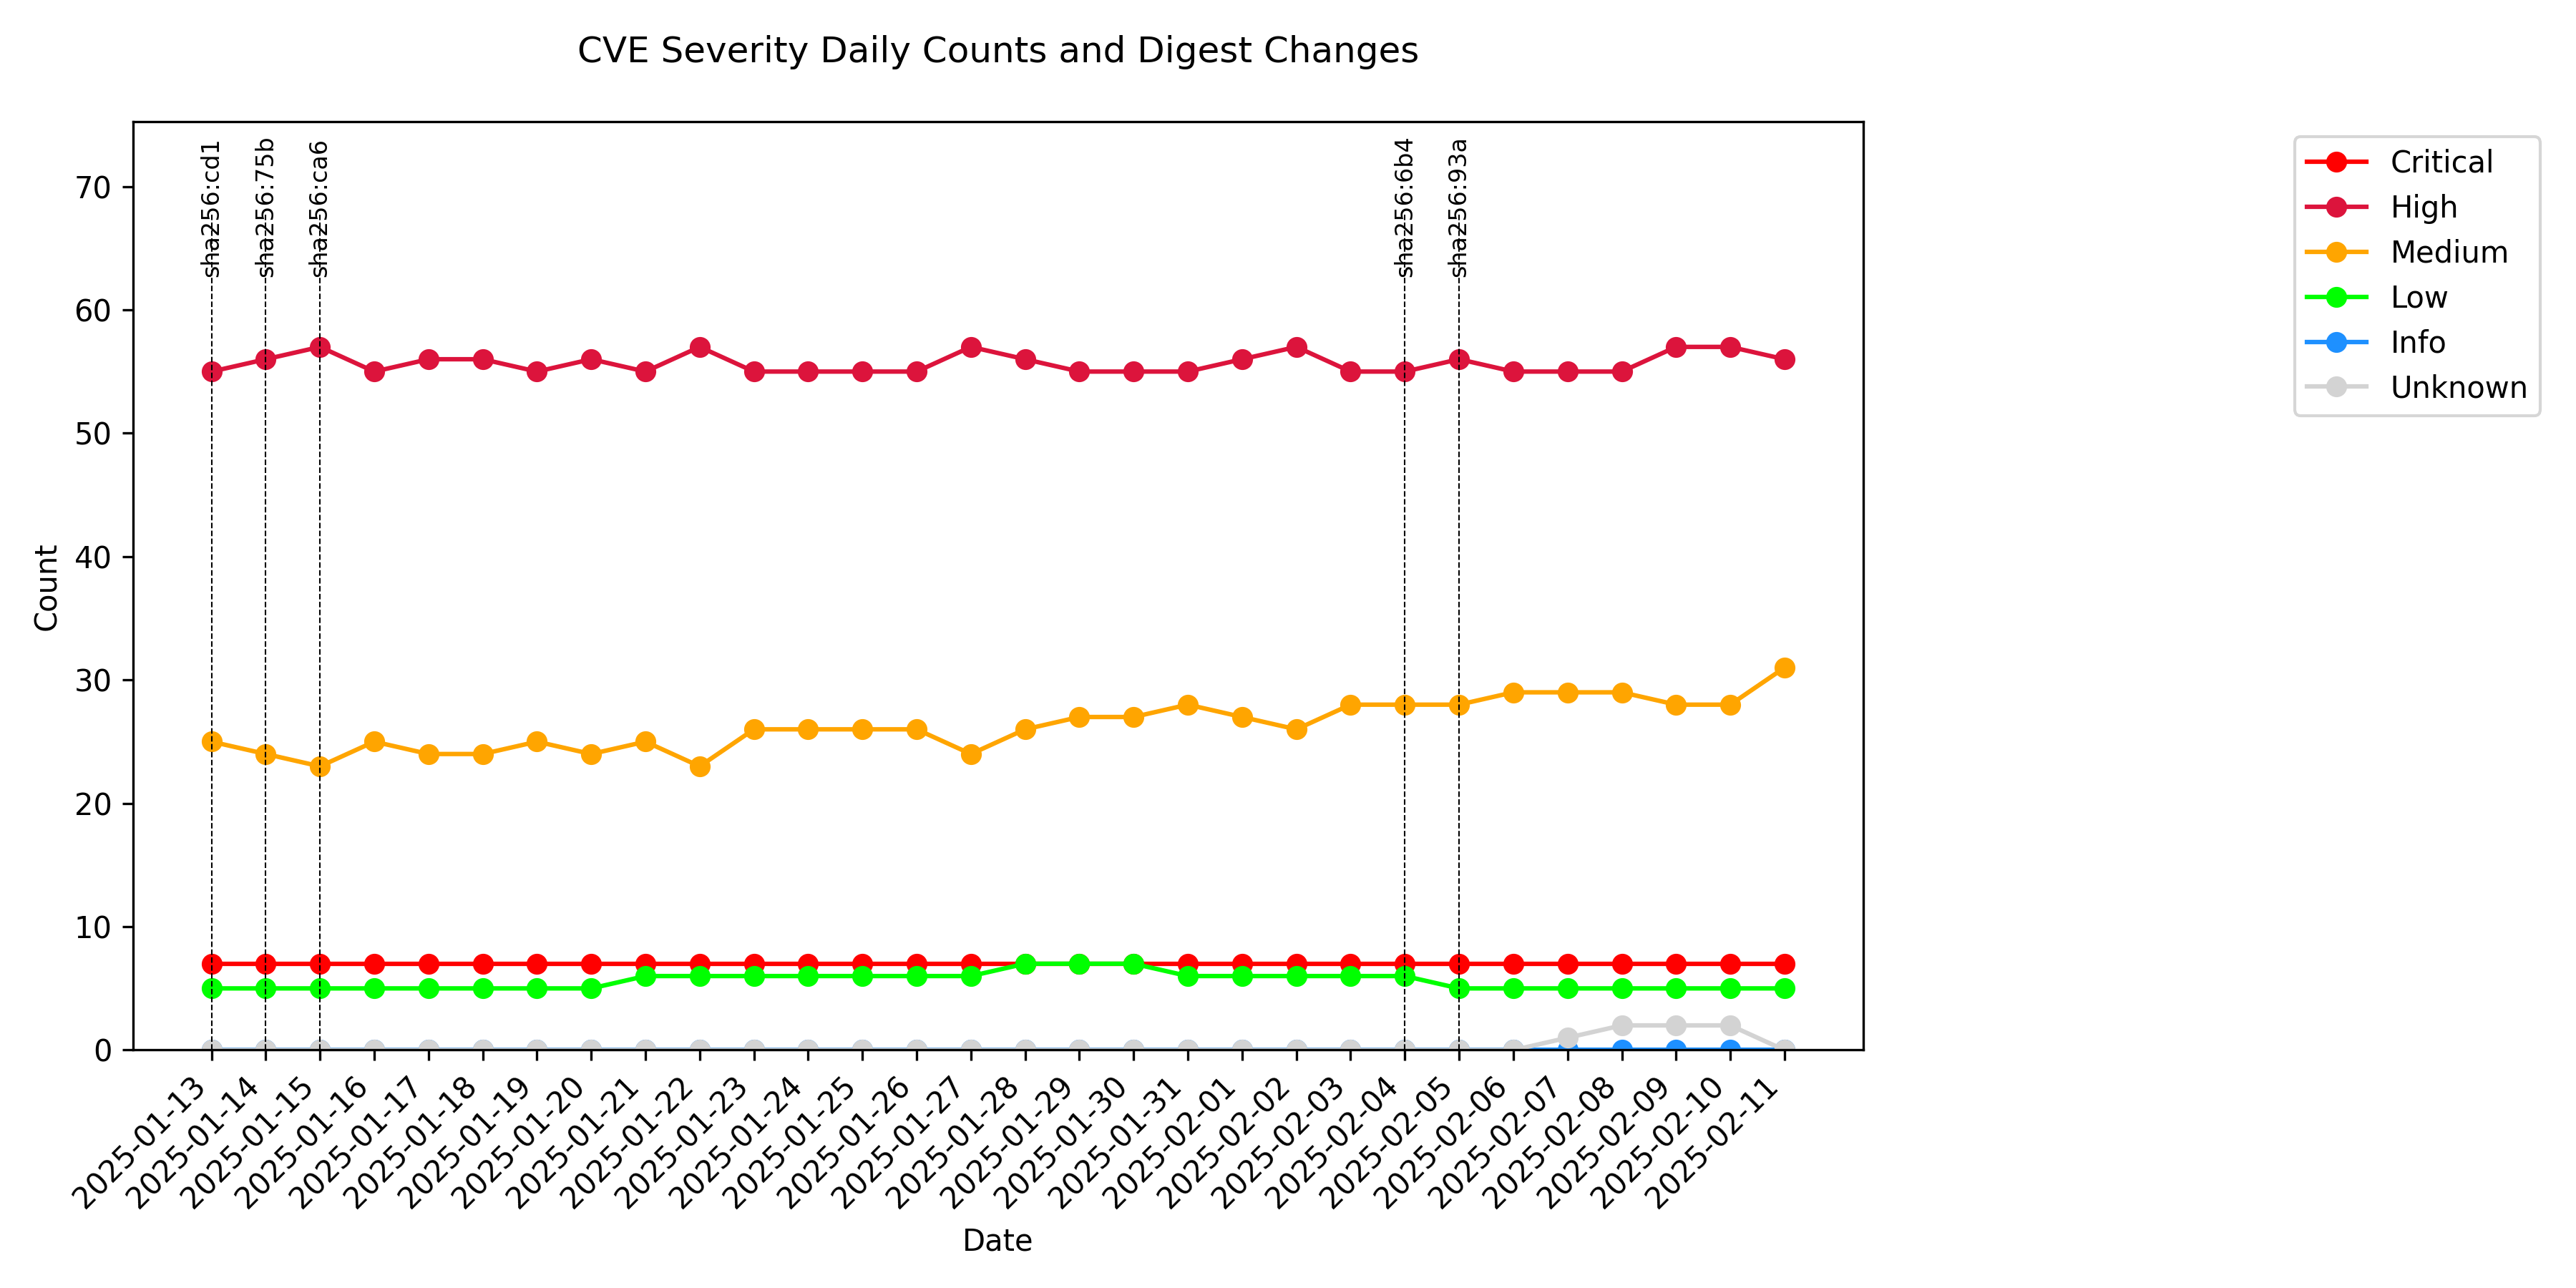 CVE Severity Daily Counts and Digest Changes
sha256:cd1
sha256:75b
sha256:ca6
sha256:6b4
sha256:93a
Critical
High
Medium
Low
Info
Unknown
Count
70
60
50
40
30
20
10
0
2025-01-13
2025-01-14
2025-01-15
2025-01-16
2025-01-17
2025-01-18
2025-01-19
2025-01-20
2025-01-21
2025-01-22
2025-01-23
2025-01-24
2025-01-25
2025-01-26
2025-01-27
2025-01-28
2025-01-29
2025-01-30
2025-01-31
2025-02-01
2025-02-02
2025-02-03
2025-02-04
2025-02-05
2025-02-06
2025-02-07
2025-02-08
2025-02-09
2025-02-10
2025-02-11
Date